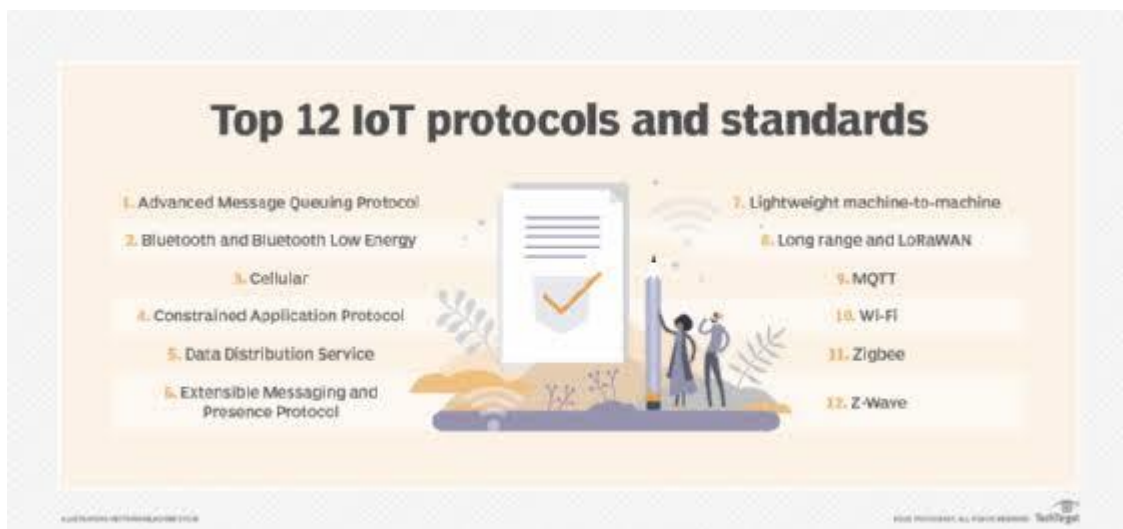 Top 12 IoT protocols and standards
1. Advanced Message Queuing Protocol
2. Bluetooth and Bluetooth Low Energy
3. Cellular
4. Constrained Application Protocol
5. Data Distribution Service
6. Extensible Messaging and
Presence Protocol
7. Lightweight machine-to-machine
8. Long range and LoRaWAN
9. MQTT
10. Wi-Fi
11. Zigbee
12. Z-Wave
TechTarget